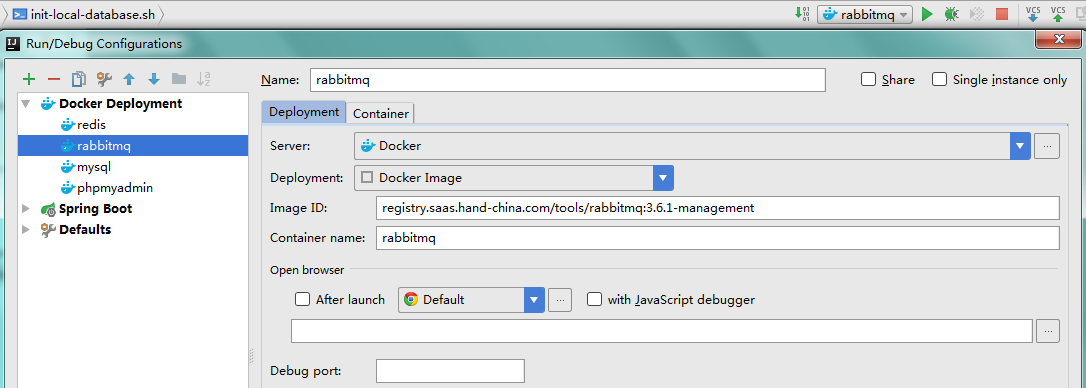 init-local-database.sh
rabbitmq
VCS VCS
Run/Debug Configurations
Name: rabbitmq Share Single instance only
Docker Deployment
redis
rabbitmq
mysql
phpmyadmin
Spring Boot
Defaults
Deployment Container
Server: Docker
Deployment: Docker Image
Image ID: registry.saas.hand-china.com/tools/rabbitmq:3.6.1-management
Container name: rabbitmq
Open browser
After launch Default ... with JavaScript debugger
Debug port: